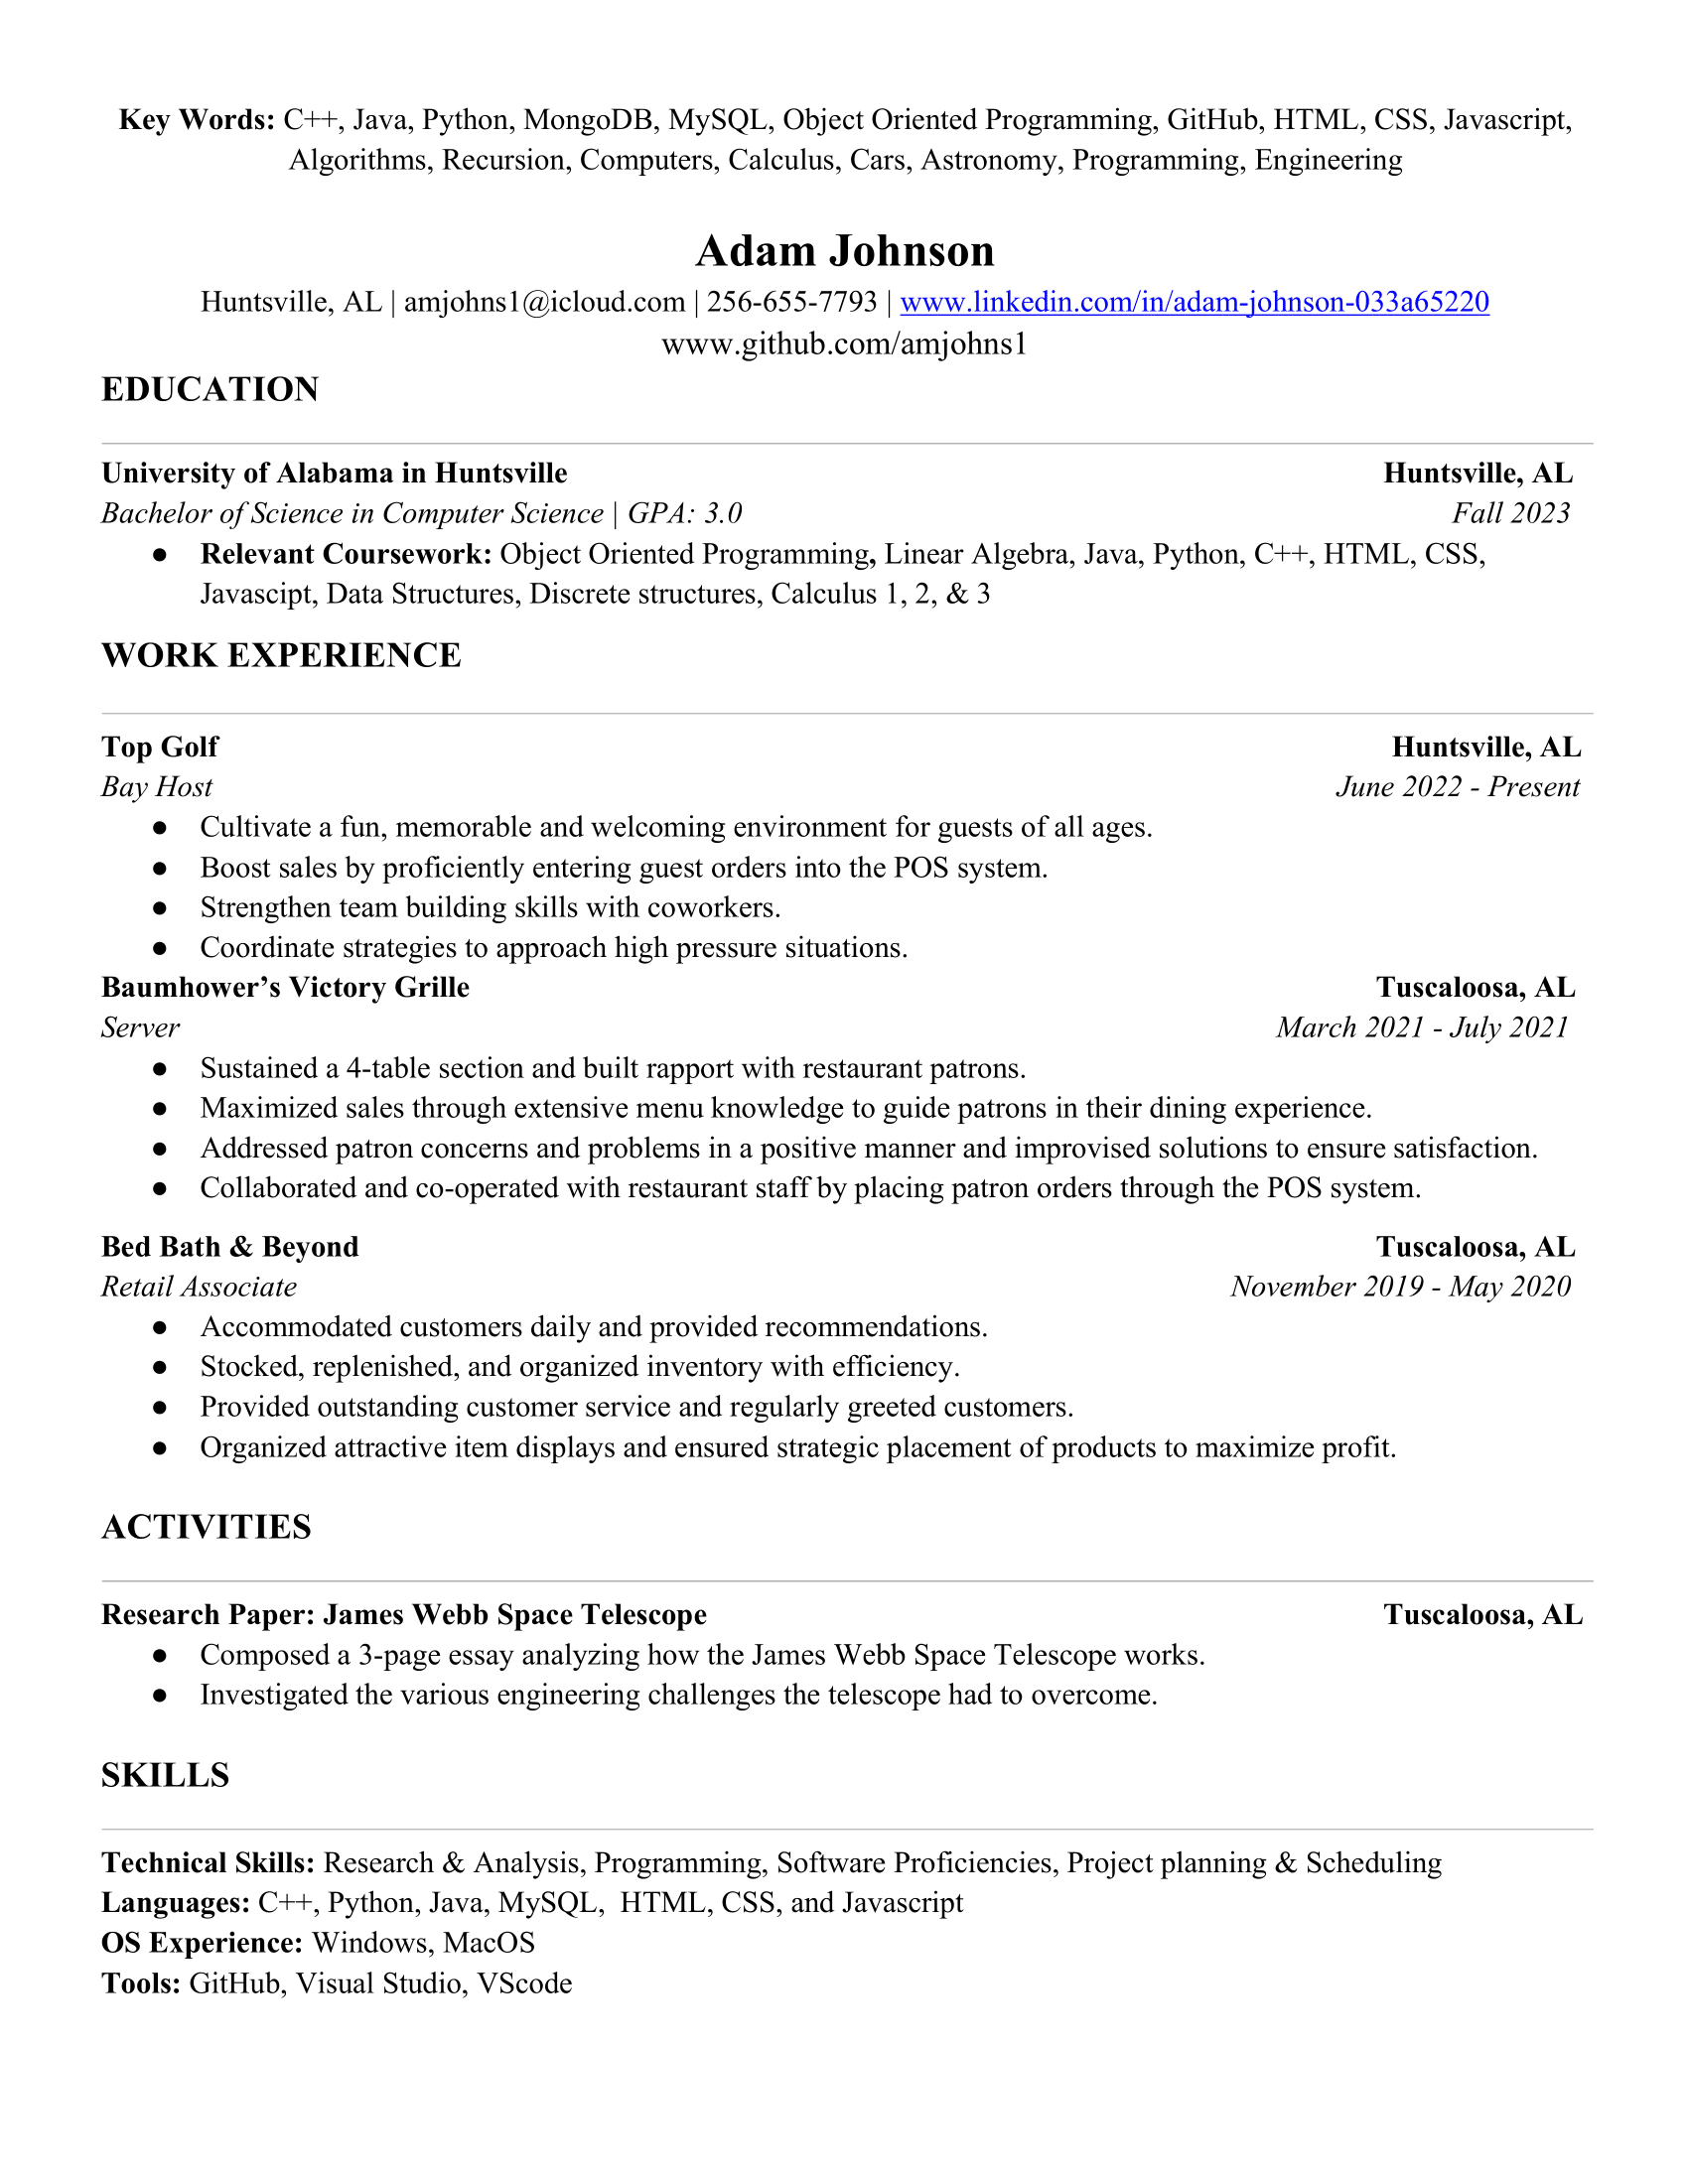 Key Words: C++, Java, Python, MongoDB, MySQL, Object Oriented Programming, GitHub, HTML, CSS, Javascript,
Algorithms, Recursion, Computers, Calculus, Cars, Astronomy, Programming, Engineering
Adam Johnson
Huntsville, AL | amjohns1@icloud.com | 256-655-7793 | www.linkedin.com/in/adam-johnson-033a65220
www.github.com/amjohns1
EDUCATION
University of Alabama in Huntsville Huntsville, AL
Bachelor of Science in Computer Science | GPA: 3.0 Fall 2023
● Relevant Coursework: Object Oriented Programming, Linear Algebra, Java, Python, C++, HTML, CSS,
Javascipt, Data Structures, Discrete structures, Calculus 1, 2, & 3
WORK EXPERIENCE
Top Golf Huntsville, AL
Bay Host June 2022 - Present
● Cultivate a fun, memorable and welcoming environment for guests of all ages.
● Boost sales by proficiently entering guest orders into the POS system.
● Strengthen team building skills with coworkers.
● Coordinate strategies to approach high pressure situations.
Baumhower’s Victory Grille Tuscaloosa, AL
Server March 2021 - July 2021
● Sustained a 4-table section and built rapport with restaurant patrons.
● Maximized sales through extensive menu knowledge to guide patrons in their dining experience.
● Addressed patron concerns and problems in a positive manner and improvised solutions to ensure satisfaction.
● Collaborated and co-operated with restaurant staff by placing patron orders through the POS system.
Bed Bath & Beyond Tuscaloosa, AL
Retail Associate November 2019 - May 2020
● Accommodated customers daily and provided recommendations.
● Stocked, replenished, and organized inventory with efficiency.
● Provided outstanding customer service and regularly greeted customers.
● Organized attractive item displays and ensured strategic placement of products to maximize profit.
ACTIVITIES
Research Paper: James Webb Space Telescope Tuscaloosa, AL
● Composed a 3-page essay analyzing how the James Webb Space Telescope works.
● Investigated the various engineering challenges the telescope had to overcome.
SKILLS
Technical Skills: Research & Analysis, Programming, Software Proficiencies, Project planning & Scheduling
Languages: C++, Python, Java, MySQL, HTML, CSS, and Javascript
OS Experience: Windows, MacOS
Tools: GitHub, Visual Studio, VScode